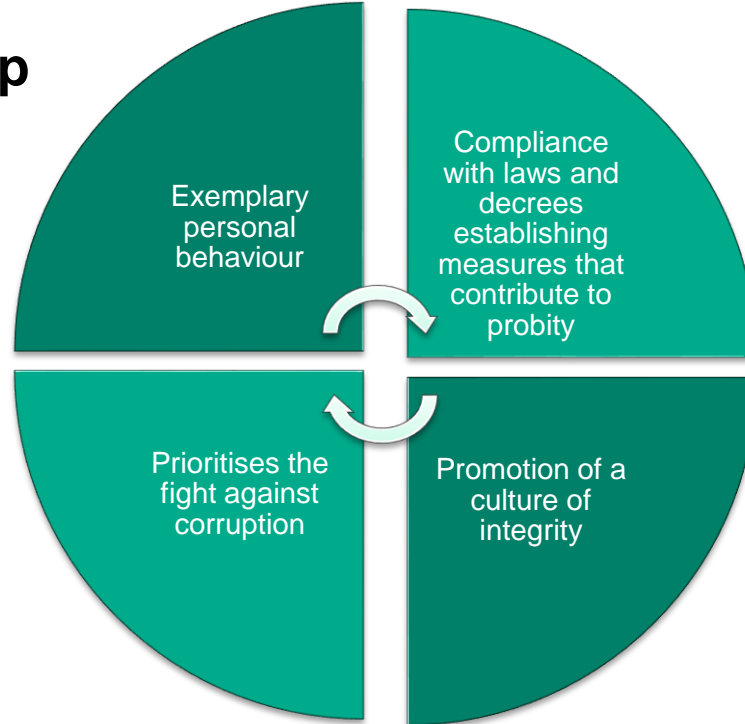 p
Exemplary
personal
behaviour
Compliance
with laws and
decrees
establishing
measures that
contribute to
probity
Prioritises the
fight against
corruption
Promotion of a
culture of
integrity